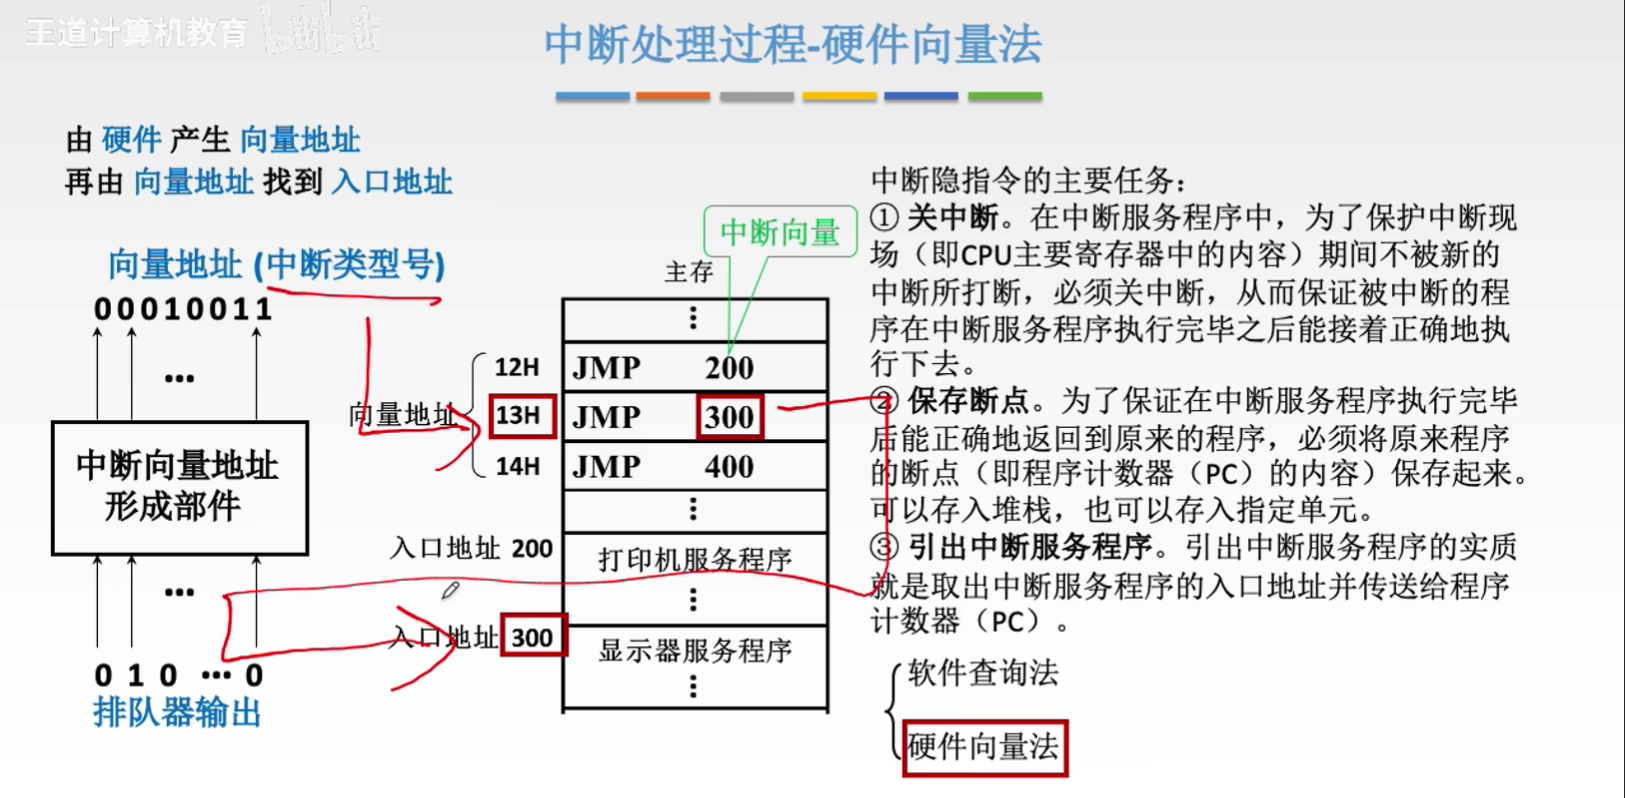 王道计算机教育 bilibili
中断处理过程-硬件向量法
由 硬件 产生 向量地址
再由 向量地址 找到 入口地址
向量地址 (中断类型号)
00010011
...
中断向量地址
形成部件
...
0 1 0 ... 0
排队器输出
中断向量
主存
向量地址
12H JMP 200
13H JMP 300
14H JMP 400
入口地址 200
打印机服务程序
入口地址 300
显示器服务程序
中断隐指令的主要任务：
① 关中断。在中断服务程序中，为了保护中断现
场（即CPU主要寄存器中的内容）期间不被新的
中断所打断，必须关中断，从而保证被中断的程
序在中断服务程序执行完毕之后能接着正确地执
行下去。
② 保存断点。为了保证在中断服务程序执行完毕
后能正确地返回到原来的程序，必须将原来程序
的断点（即程序计数器（PC）的内容）保存起来。
可以存入堆栈，也可以存入指定单元。
③ 引出中断服务程序。引出中断服务程序的实质
就是取出中断服务程序的入口地址并传送给程序
计数器（PC）。
软件查询法
硬件向量法